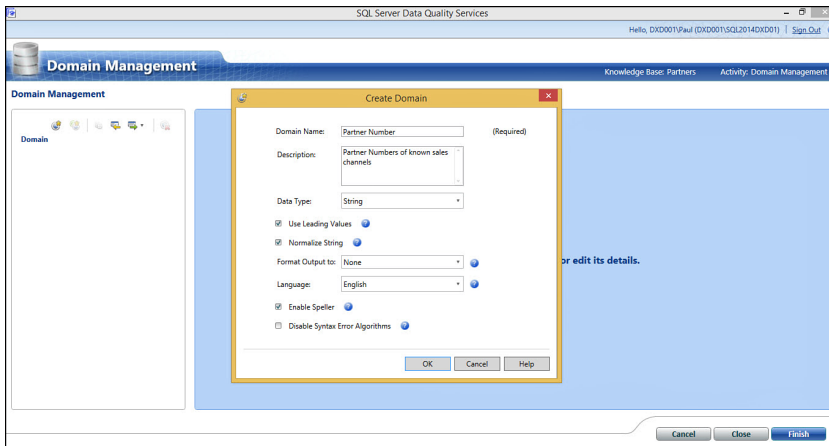 SQL Server Data Quality Services
Hello, DXD001\Paul (DXD001\SQL2014DXD01) | Sign Out
Domain Management
Knowledge Base: Partners
Activity: Domain Management
Domain Management
Domain
Create Domain
Domain Name:
Partner Number
(Required)
Description:
Partner Numbers of known sales
channels
Data Type:
String
Use Leading Values
Normalize String
Format Output to:
None
Language:
English
Enable Speller
Disable Syntax Error Algorithms
OK
Cancel
Help
or edit its details.
Cancel
Close
Finish